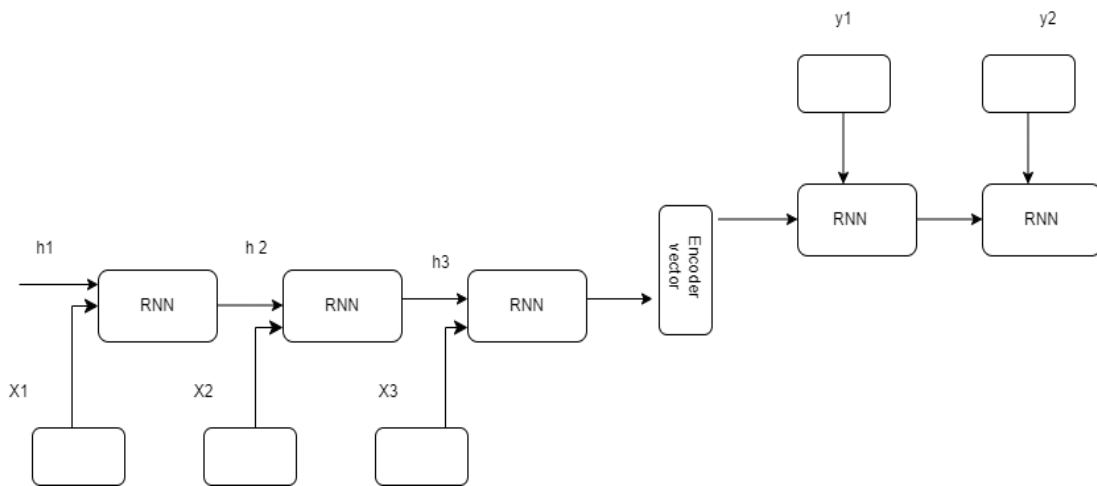 y1
y2
RNN
RNN
Encoder
vector
h1
h 2
h3
RNN
RNN
RNN
X1
X2
X3